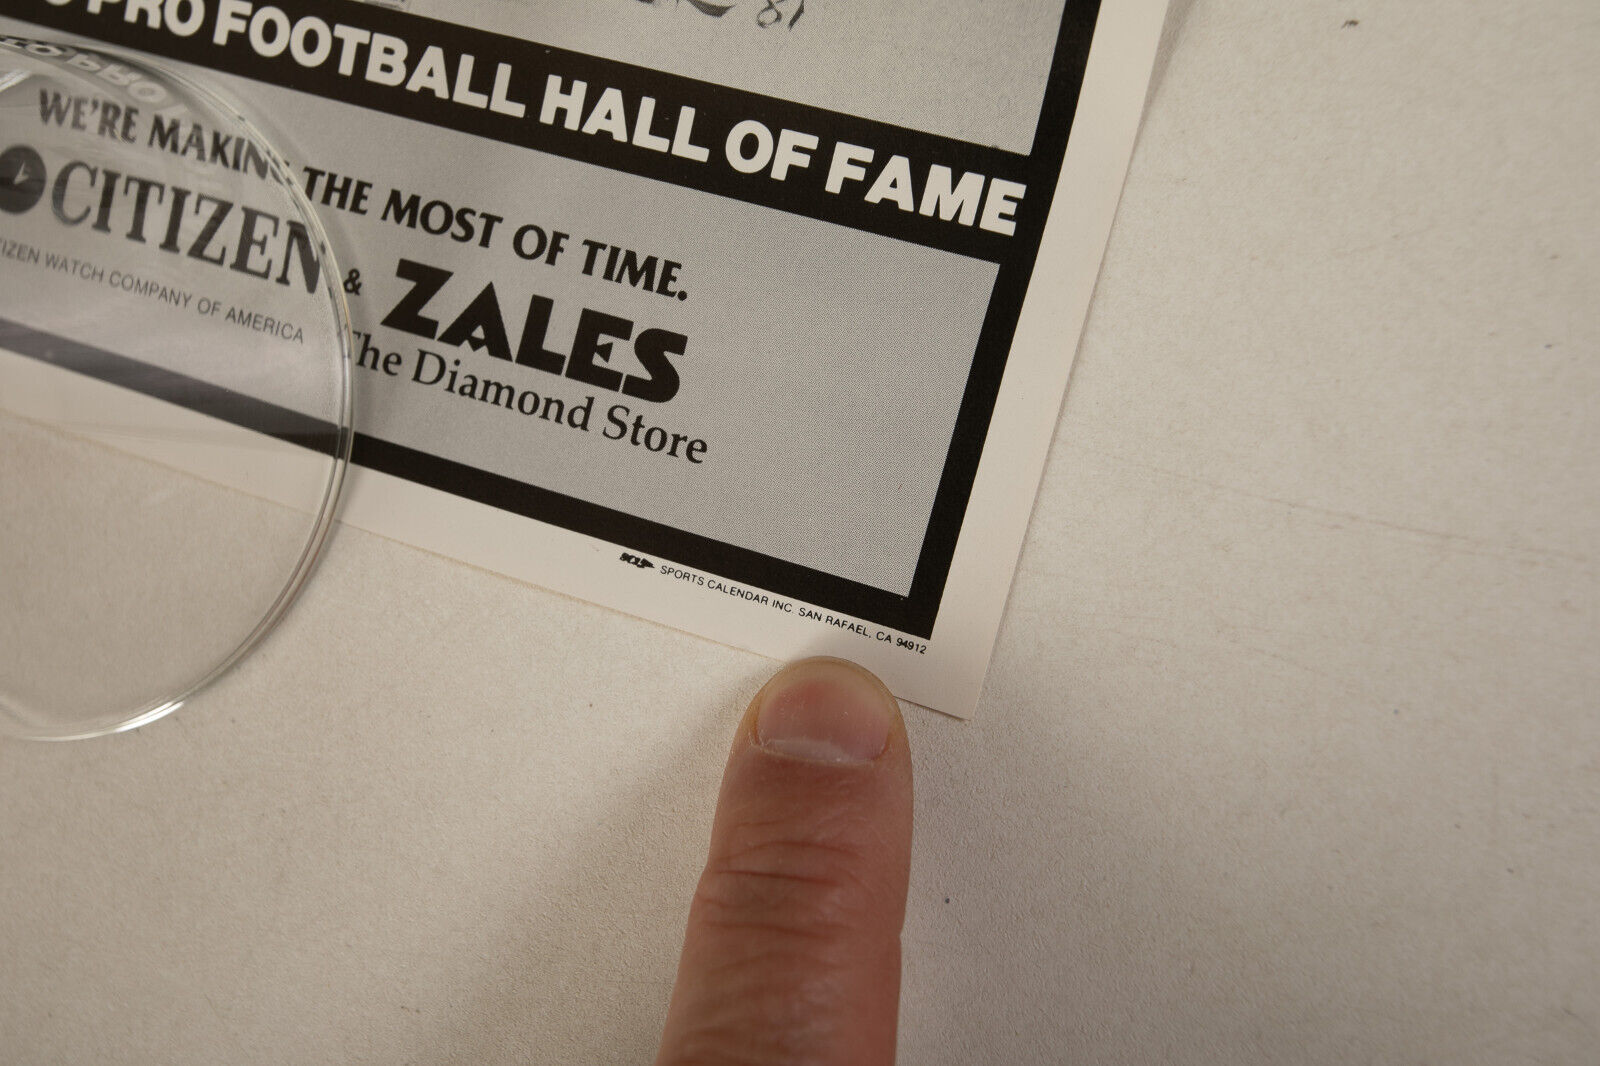 81
PRO FOOTBALL HALL OF FAME
WE'RE MAKING THE MOST OF TIME.
CITIZEN & ZALES
The Diamond Store
WATCH COMPANY OF AMERICA
SPORTS CALENDAR INC. SAN RAFAEL, CA 94912